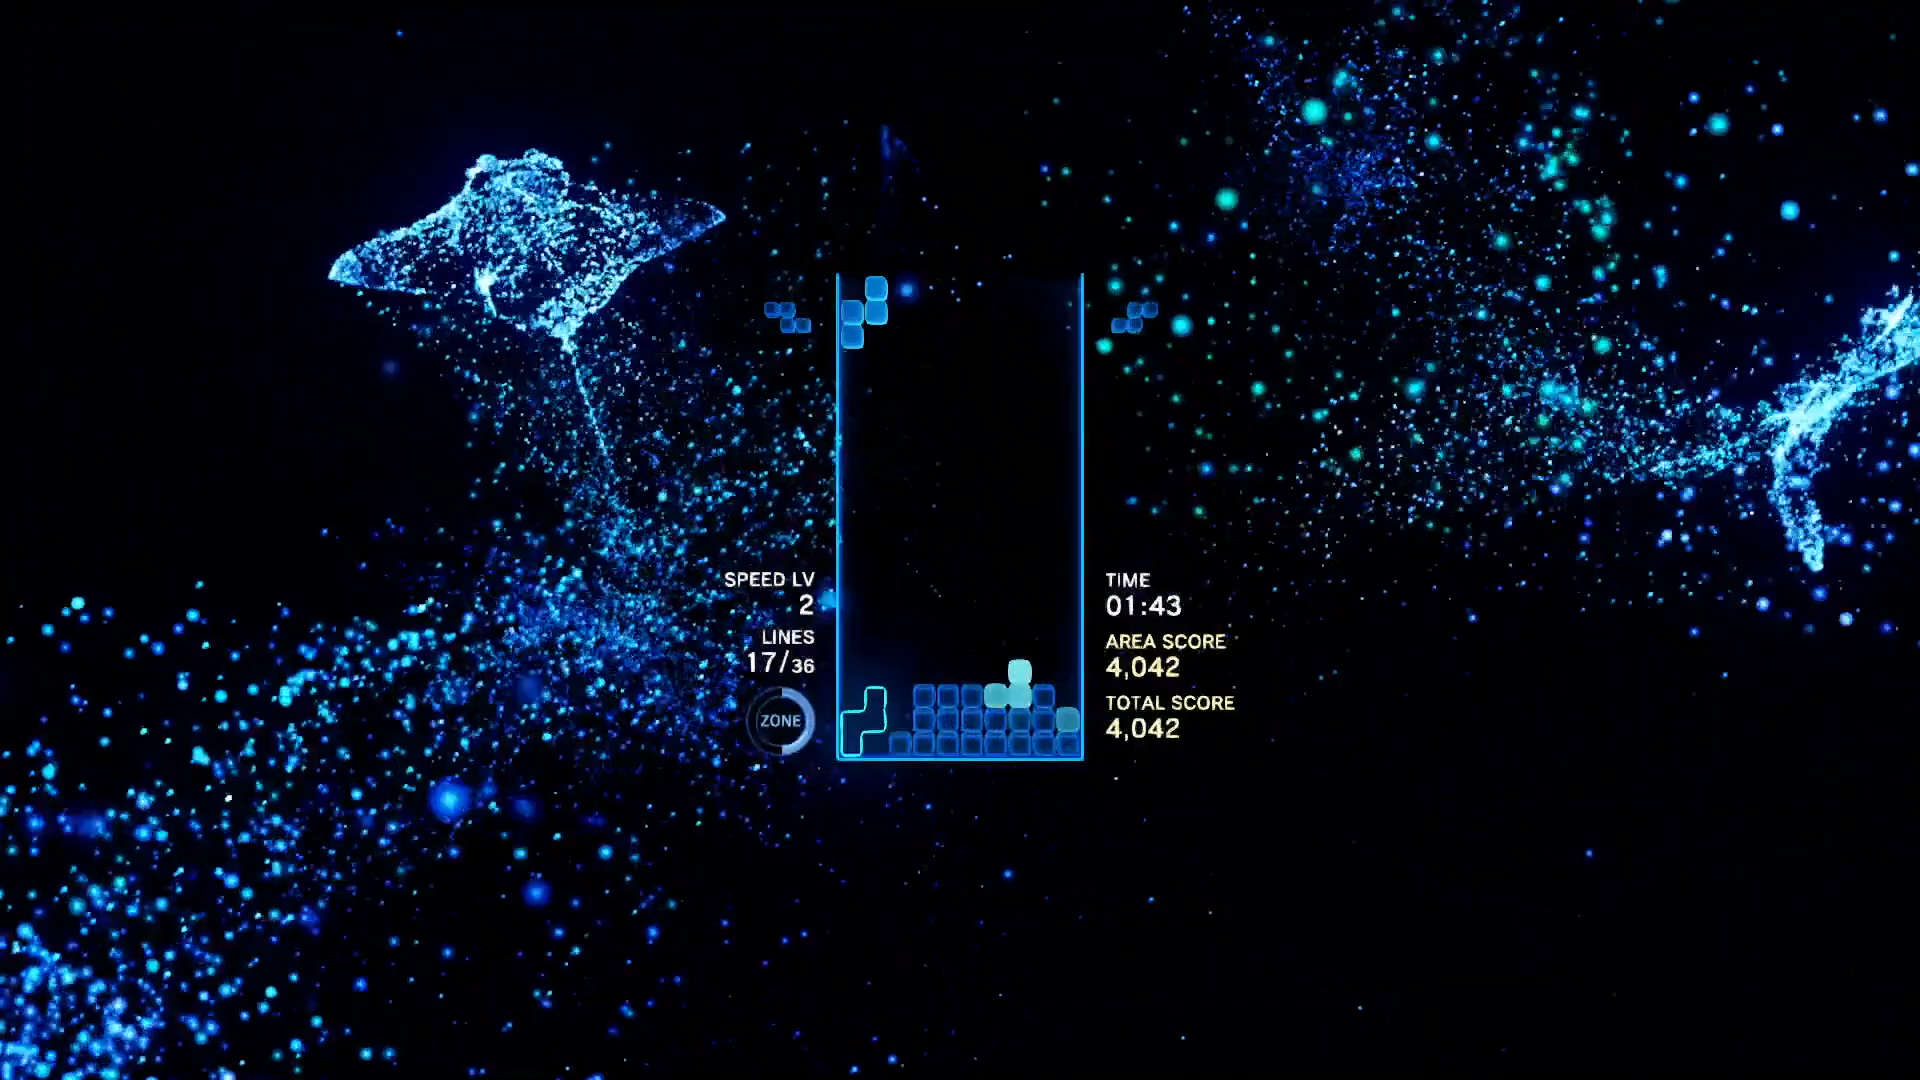 SPEED LV
2
LINES
17/36
ZONE
TIME
01:43
AREA SCORE
4,042
TOTAL SCORE
4,042